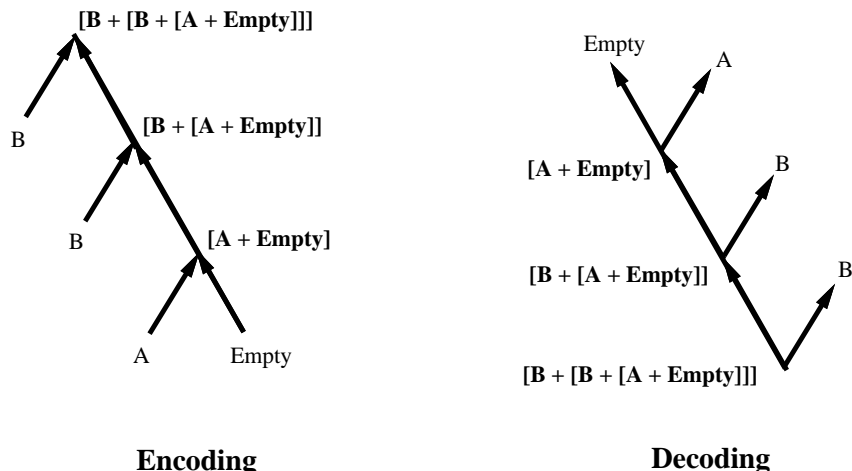 [B + [B + [A + Empty]]]
B
[B + [A + Empty]]
B
[A + Empty]
A
Empty
Encoding
Empty
A
[A + Empty]
B
[B + [A + Empty]]
B
[B + [B + [A + Empty]]]
Decoding